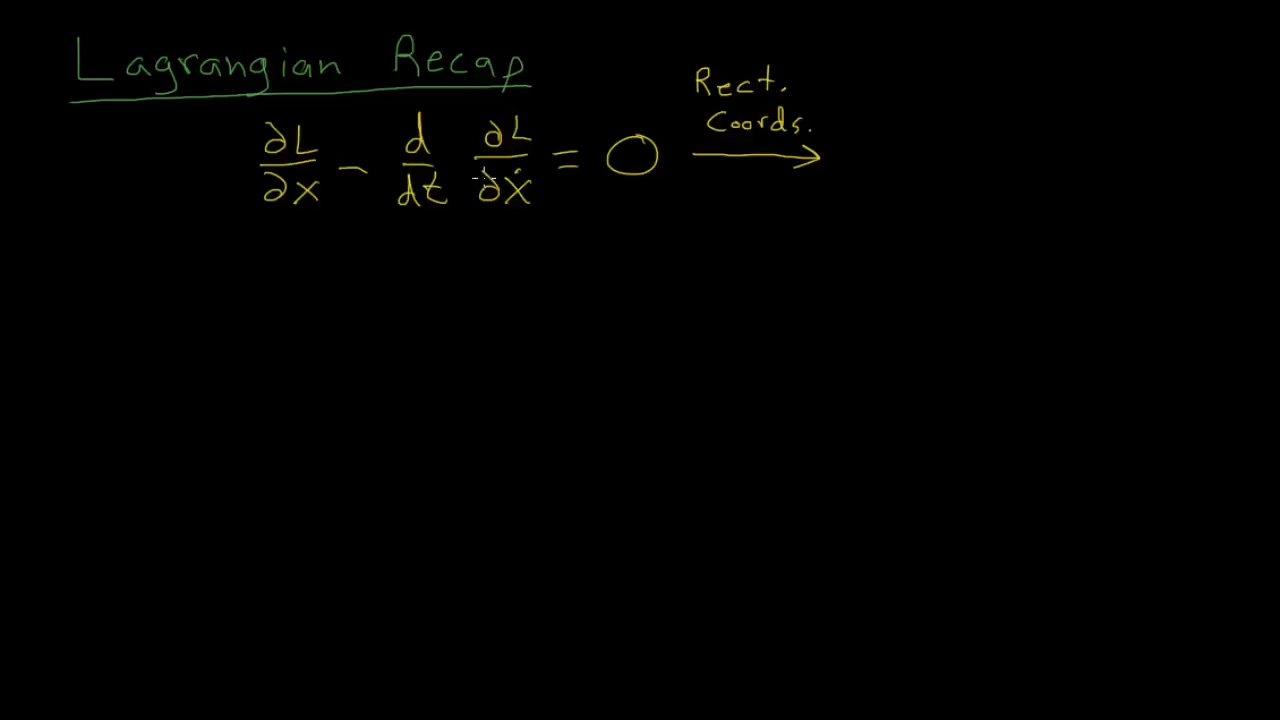 Lagrangian Recap
Rect.
Coords.
∂L/∂x − d/dt ∂L/∂ẋ = 0 →